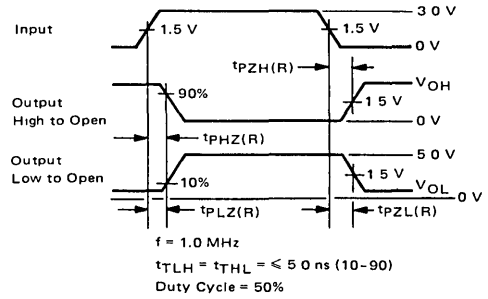 3 0 V
Input
1.5 V
1.5 V
0 V
tPZH(R)
VOH
90%
Output
High to Open
1 5 V
0 V
tPHZ(R)
5 0 V
Output
Low to Open
1 5 V
10%
VOL
0 V
tPLZ(R)
tPZL(R)
f = 1.0 MHz
tTLH = tTHL = ≤ 5 0 ns (10-90)
Duty Cycle = 50%